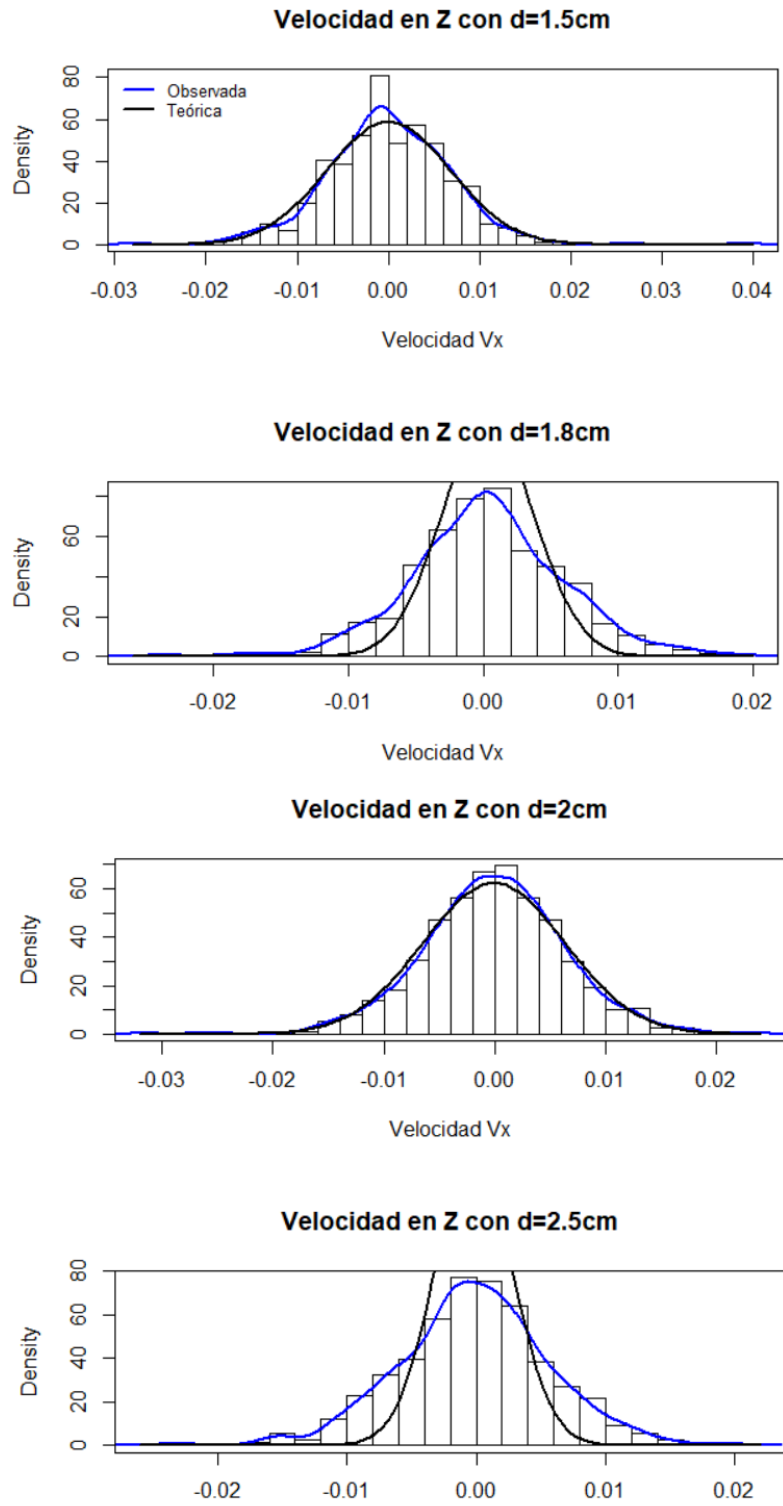 Velocidad en Z con d=1.5cm
Observada
Teórica
Density
80
60
40
20
0
-0.03 -0.02 -0.01 0.00 0.01 0.02 0.03 0.04
Velocidad Vx
Velocidad en Z con d=1.8cm
Density
60
20
0
-0.02 -0.01 0.00 0.01 0.02
Velocidad Vx
Velocidad en Z con d=2cm
Density
60
40
20
0
-0.03 -0.02 -0.01 0.00 0.01 0.02
Velocidad Vx
Velocidad en Z con d=2.5cm
Density
80
60
40
20
0
-0.02 -0.01 0.00 0.01 0.02